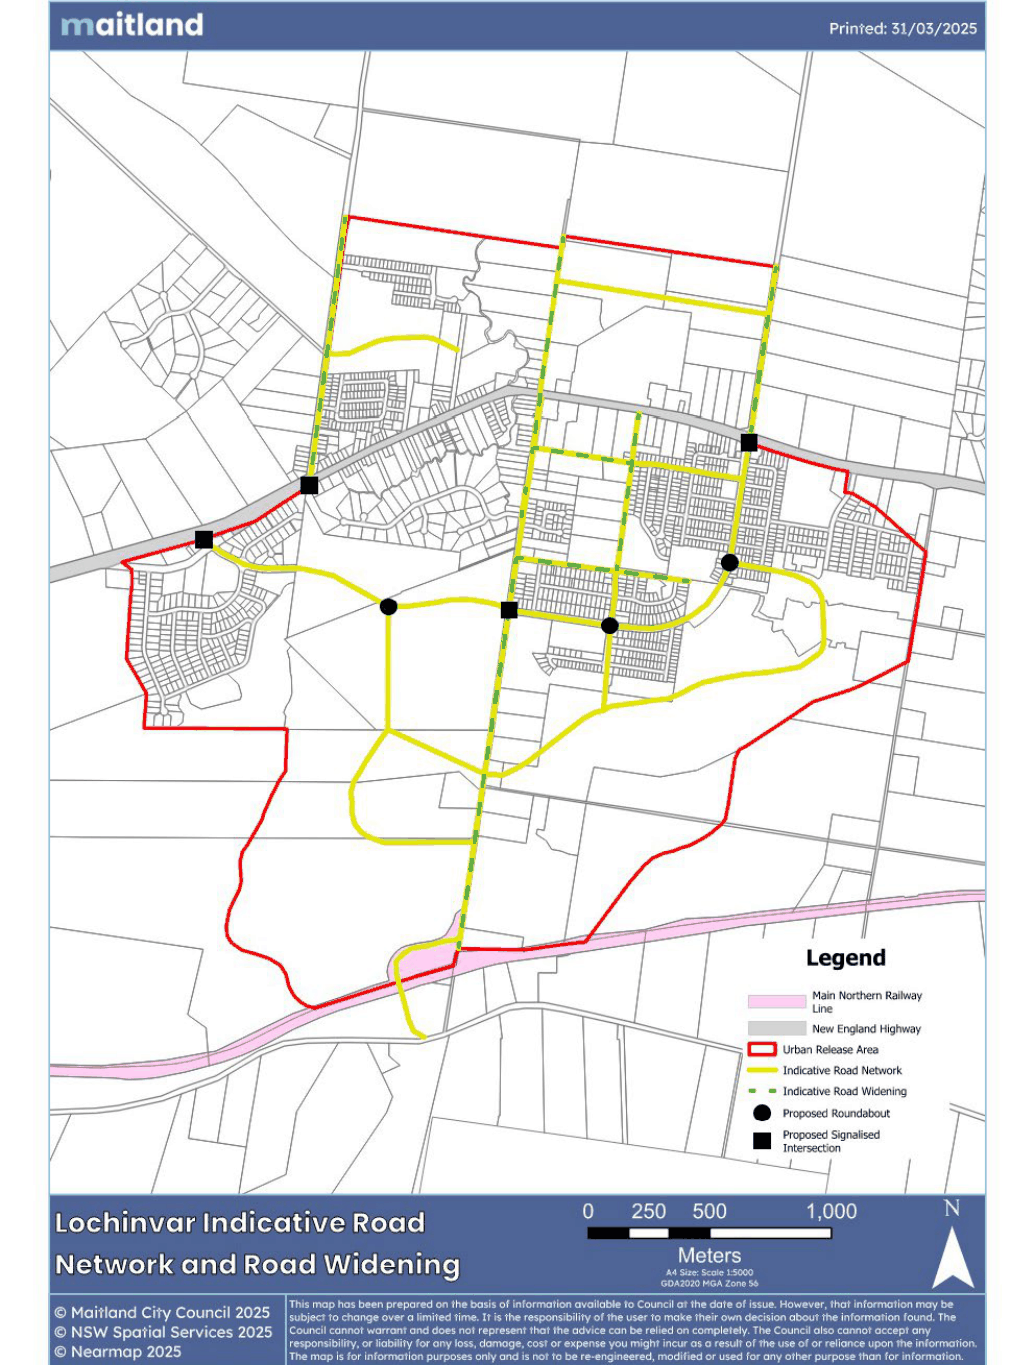 maitland
Printed: 31/03/2025
Legend
Main Northern Railway
Line
New England Highway
Urban Release Area
Indicative Road Network
Indicative Road Widening
Proposed Roundabout
Proposed Signalised
Intersection
Lochinvar Indicative Road
Network and Road Widening
0 250 500 1,000
Meters
A4 Size: Scale 1:5000
GDA2020 MGA Zone 56
N
© Maitland City Council 2025
© NSW Spatial Services 2025
© Nearmap 2025
This map has been prepared on the basis of information available to Council at the date of issue. However, that information may be
subject to change over a limited time. It is the responsibility of the user to make their own decision about the information found. The
Council cannot warrant and does not represent that the advice can be relied on completely. The Council also cannot accept any
responsibility, or liability for any loss, damage, cost or expense you might incur as a result of the use of or reliance upon the information.
The map is for information purposes only and is not to be re-engineered, modified or used for any other purpose than for information.